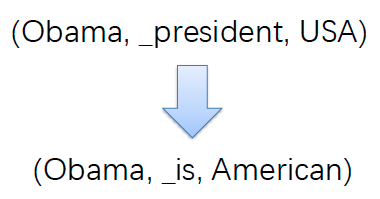 (Obama, _president, USA)
(Obama, _is, American)